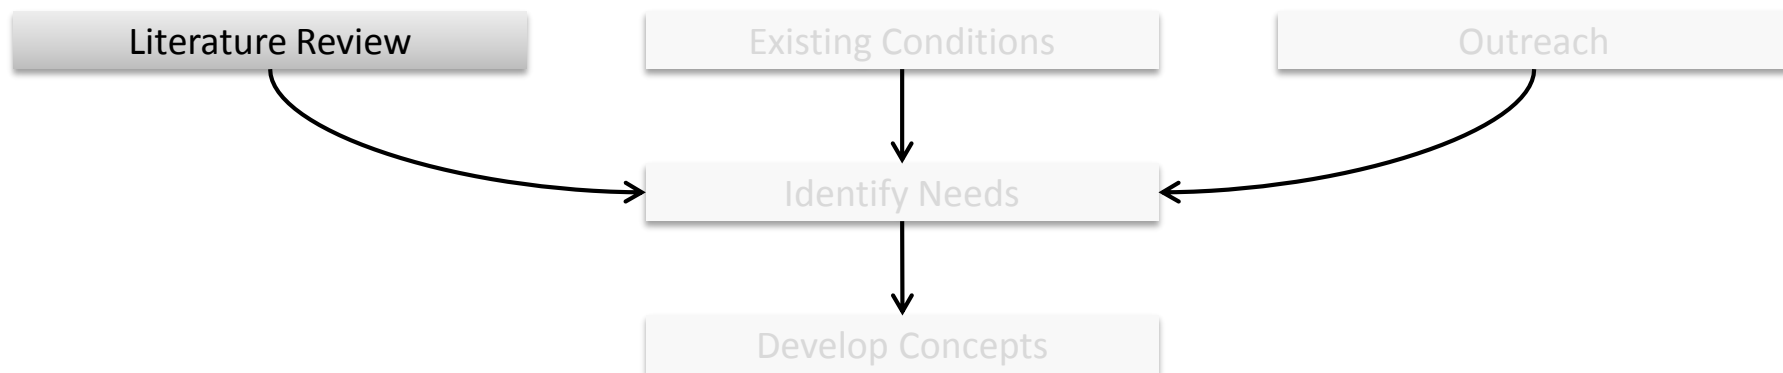 Literature Review
Existing Conditions
Outreach
Identify Needs
Develop Concepts